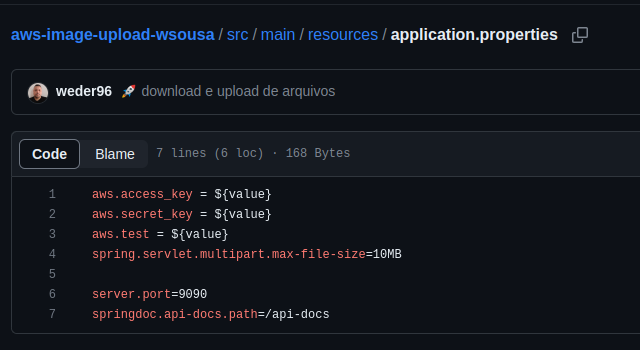 aws-image-upload-wsousa / src / main / resources / application.properties
weder96 🚀 download e upload de arquivos
Code Blame 7 lines (6 loc) · 168 Bytes
1 aws.access_key = ${value}
2 aws.secret_key = ${value}
3 aws.test = ${value}
4 spring.servlet.multipart.max-file-size=10MB
5
6 server.port=9090
7 springdoc.api-docs.path=/api-docs